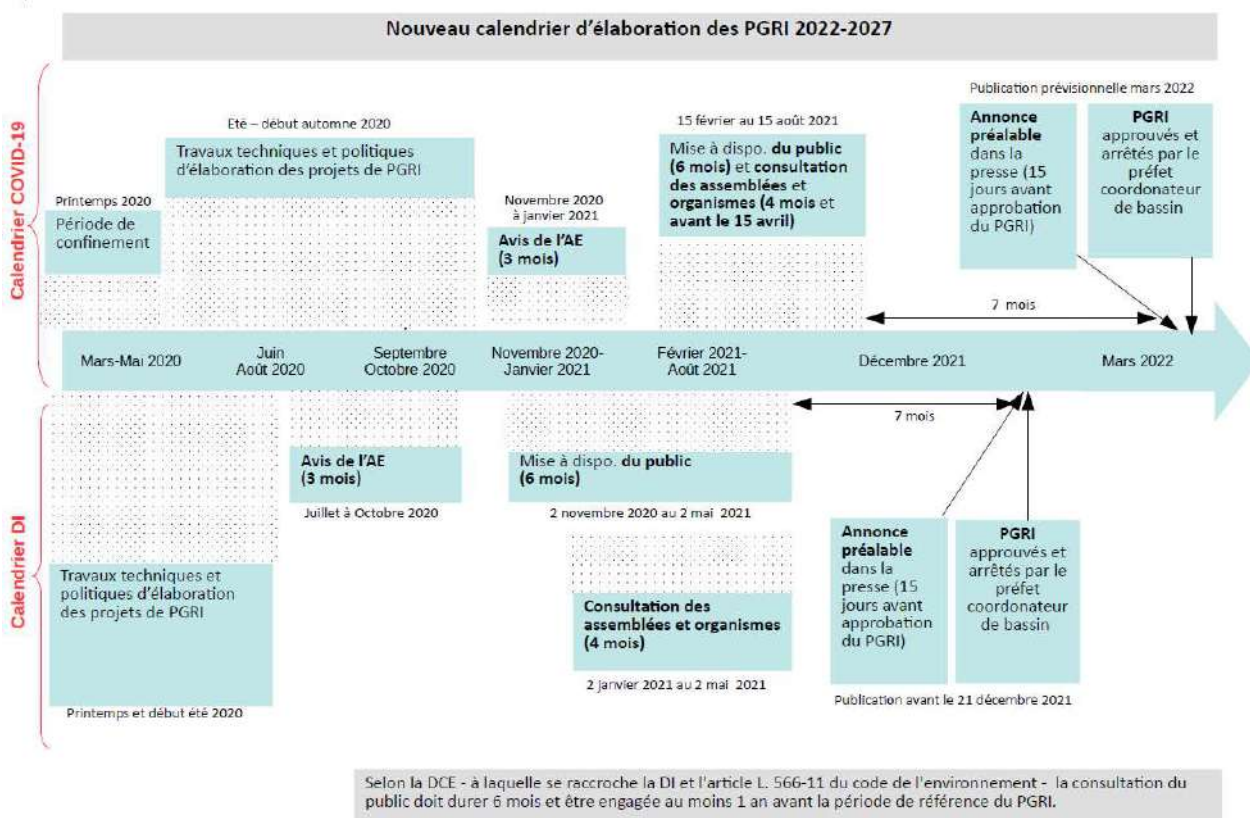 Nouveau calendrier d'élaboration des PGRI 2022-2027
Calendrier COVID-19
Printemps 2020
Période de
confinement
Eté – début automne 2020
Travaux techniques et politiques
d'élaboration des projets de PGRI
Novembre 2020
à janvier 2021
Avis de l'AE
(3 mois)
15 février au 15 août 2021
Mise à dispo. du public
(6 mois) et consultation
des assemblées et
organismes (4 mois et
avant le 15 avril)
Publication prévisionnelle mars 2022
Annonce
préalable
dans la
presse (15
jours avant
approbation
du PGRI)
PGRI
approuvés et
arrêtés par le
préfet
coordonateur
de bassin
7 mois
Mars-Mai 2020
Juin
Août 2020
Septembre
Octobre 2020
Novembre 2020-
Janvier 2021
Février 2021-
Août 2021
Décembre 2021
Mars 2022
Calendrier DI
7 mois
Travaux techniques et
politiques d'élaboration
des projets de PGRI
Printemps et début été 2020
Avis de l'AE
(3 mois)
Juillet à Octobre 2020
Mise à dispo. du public
(6 mois)
2 novembre 2020 au 2 mai 2021
Consultation des
assemblées et organismes
(4 mois)
2 janvier 2021 au 2 mai 2021
Annonce
préalable
dans la
presse (15
jours avant
approbation
du PGRI)
PGRI
approuvés et
arrêtés par le
préfet
coordonateur
de bassin
Publication avant le 21 décembre 2021
Selon la DCE - à laquelle se raccroche la DI et l'article L. 566-11 du code de l'environnement - la consultation du
public doit durer 6 mois et être engagée au moins 1 an avant la période de référence du PGRI.